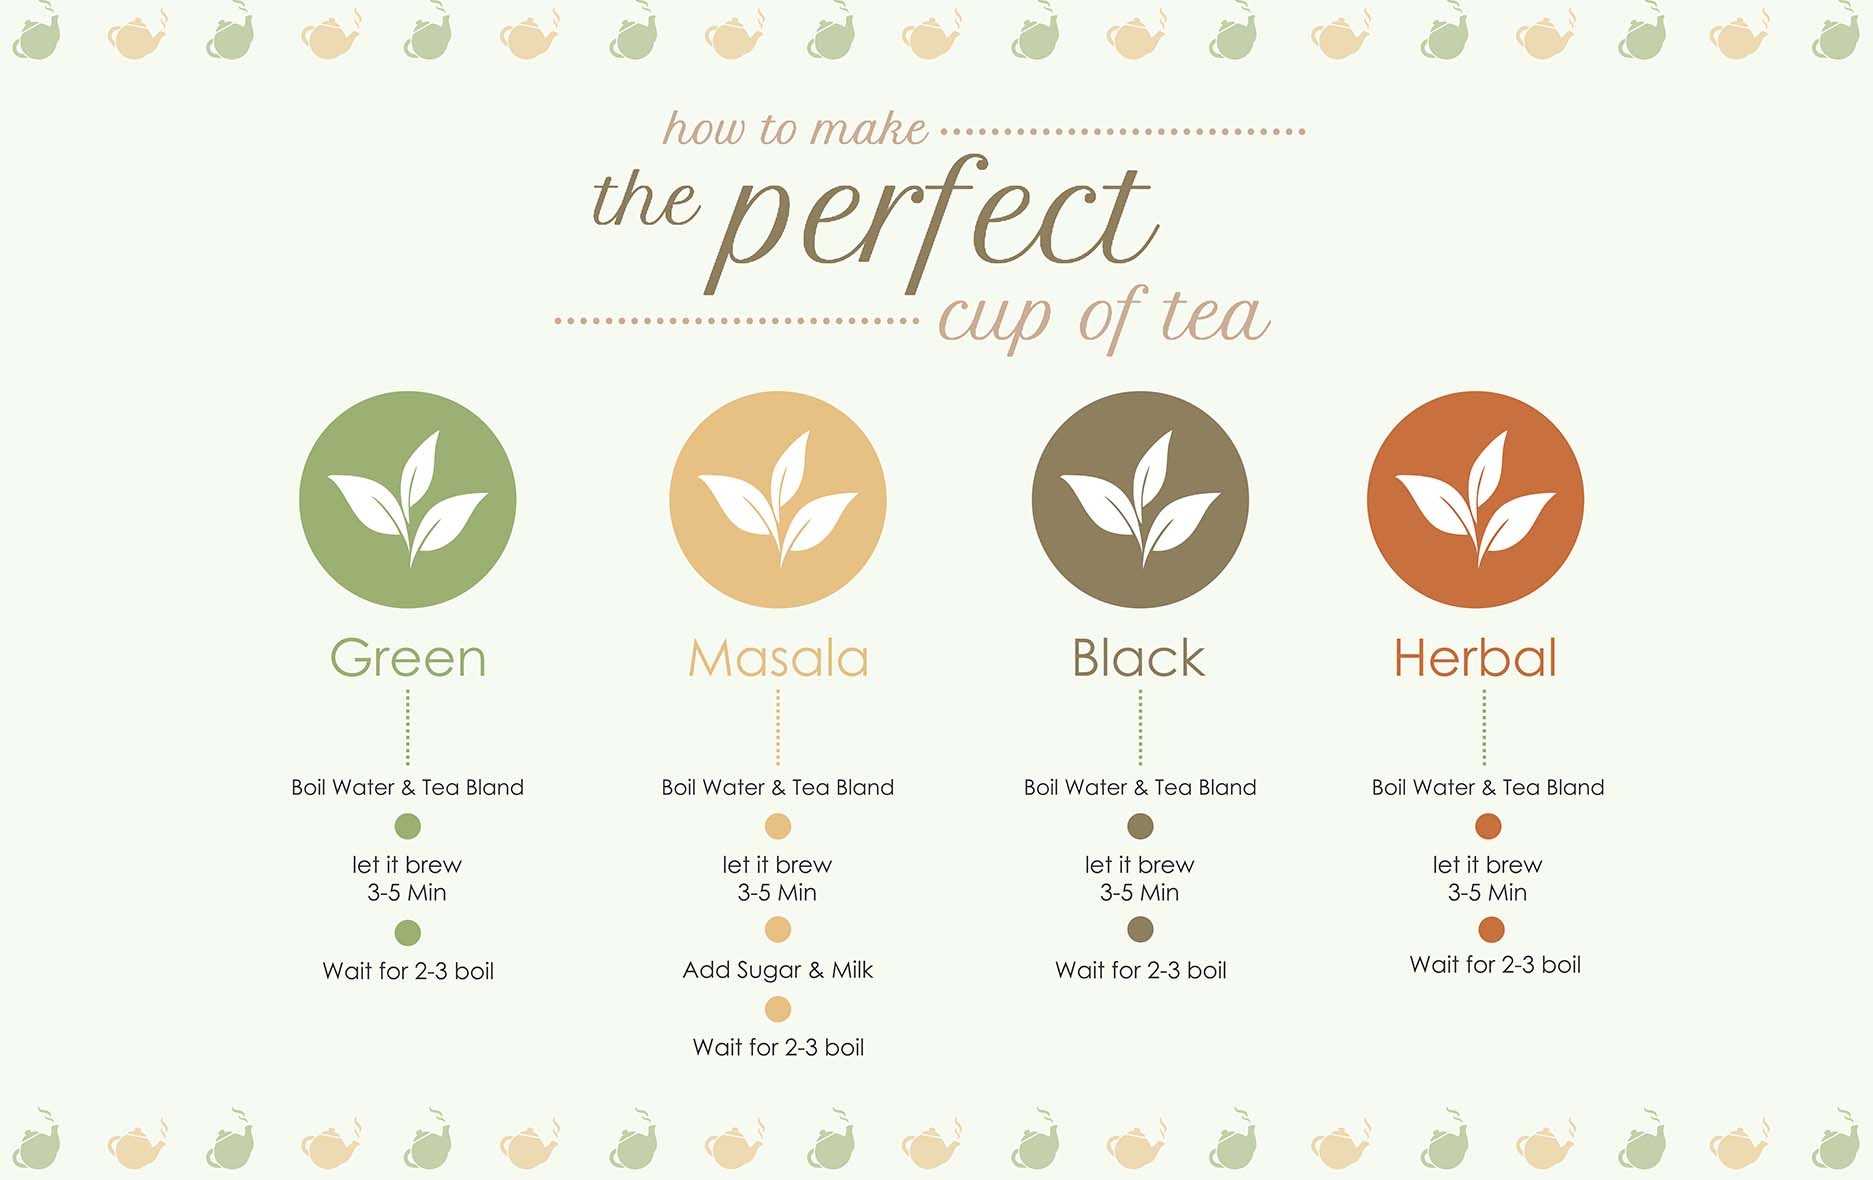 how to make
the perfect
cup of tea
Green
Boil Water & Tea Bland
let it brew
3-5 Min
Wait for 2-3 boil
Masala
Boil Water & Tea Bland
let it brew
3-5 Min
Add Sugar & Milk
Wait for 2-3 boil
Black
Boil Water & Tea Bland
let it brew
3-5 Min
Wait for 2-3 boil
Herbal
Boil Water & Tea Bland
let it brew
3-5 Min
Wait for 2-3 boil